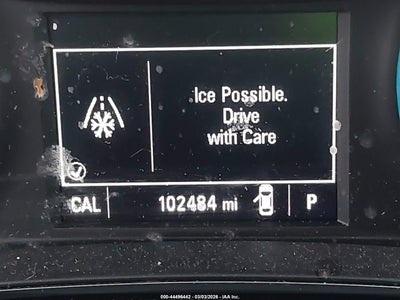 Ice Possible.
Drive
with Care
CAL 102484 mi P
000-44496442 - 03/03/2026 - IAA Inc.